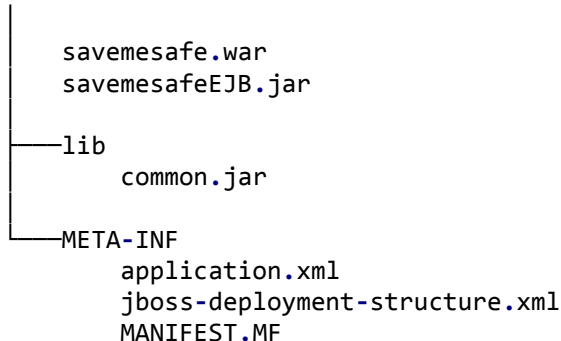 savemesafe.war
savemesafeEJB.jar
lib
common.jar
META-INF
application.xml
jboss-deployment-structure.xml
MANIFEST.MF